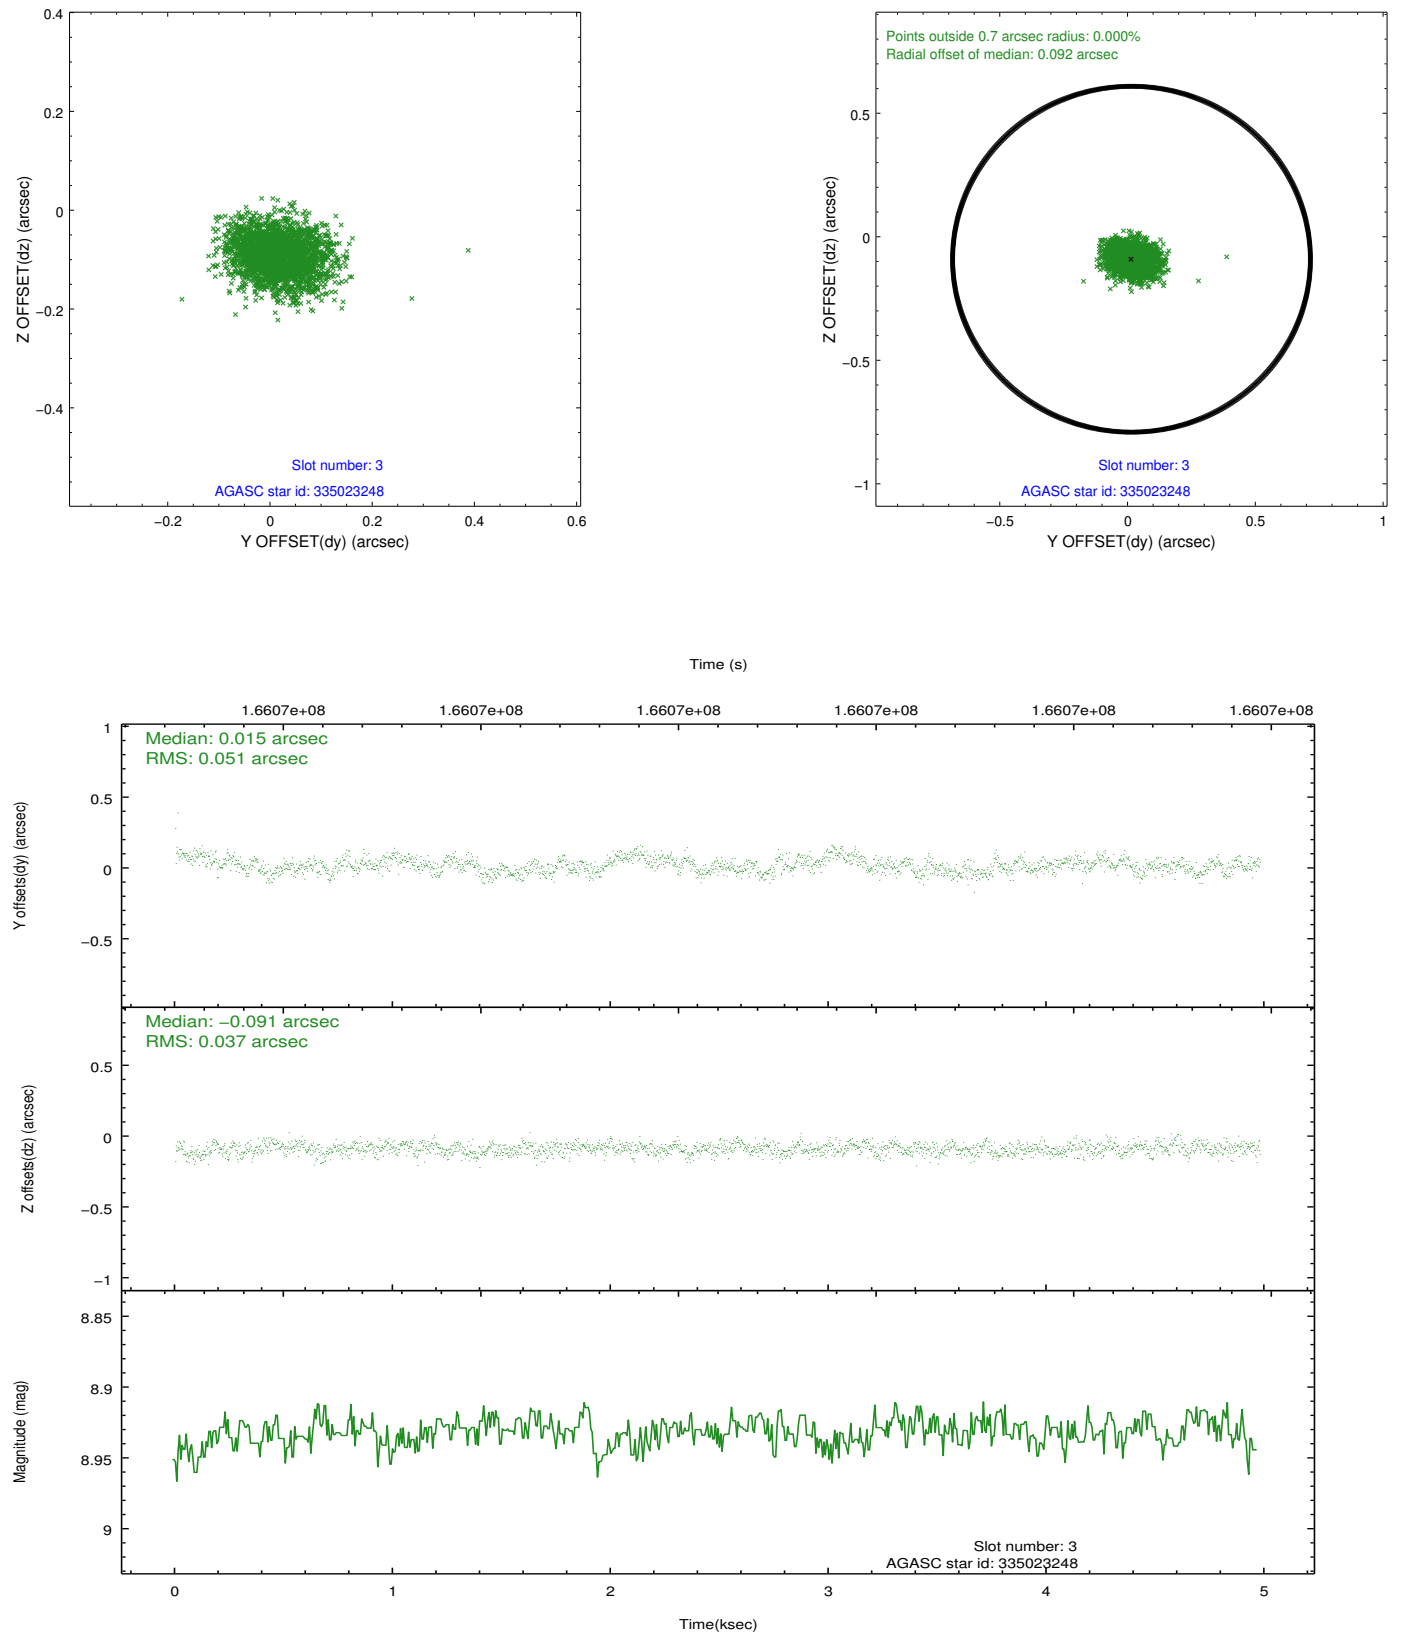 0.4
0.2
0
−0.2
−0.4
Z OFFSET(dz) (arcsec)
Slot number: 3
AGASC star id: 335023248
−0.2 0 0.2 0.4 0.6
Y OFFSET(dy) (arcsec)
Points outside 0.7 arcsec radius: 0.000%
Radial offset of median: 0.092 arcsec
0.5
0
−0.5
−1
Z OFFSET(dz) (arcsec)
Slot number: 3
AGASC star id: 335023248
−0.5 0 0.5 1
Y OFFSET(dy) (arcsec)
Time (s)
1.6607e+08 1.6607e+08 1.6607e+08 1.6607e+08 1.6607e+08 1.6607e+08
Median: 0.015 arcsec
RMS: 0.051 arcsec
1
0.5
0
−0.5
Y offsets(dy) (arcsec)
Median: −0.091 arcsec
RMS: 0.037 arcsec
0.5
0
−0.5
−1
Z offsets(dz) (arcsec)
8.85
8.9
8.95
9
Magnitude (mag)
Slot number: 3
AGASC star id: 335023248
0 1 2 3 4 5
Time(ksec)